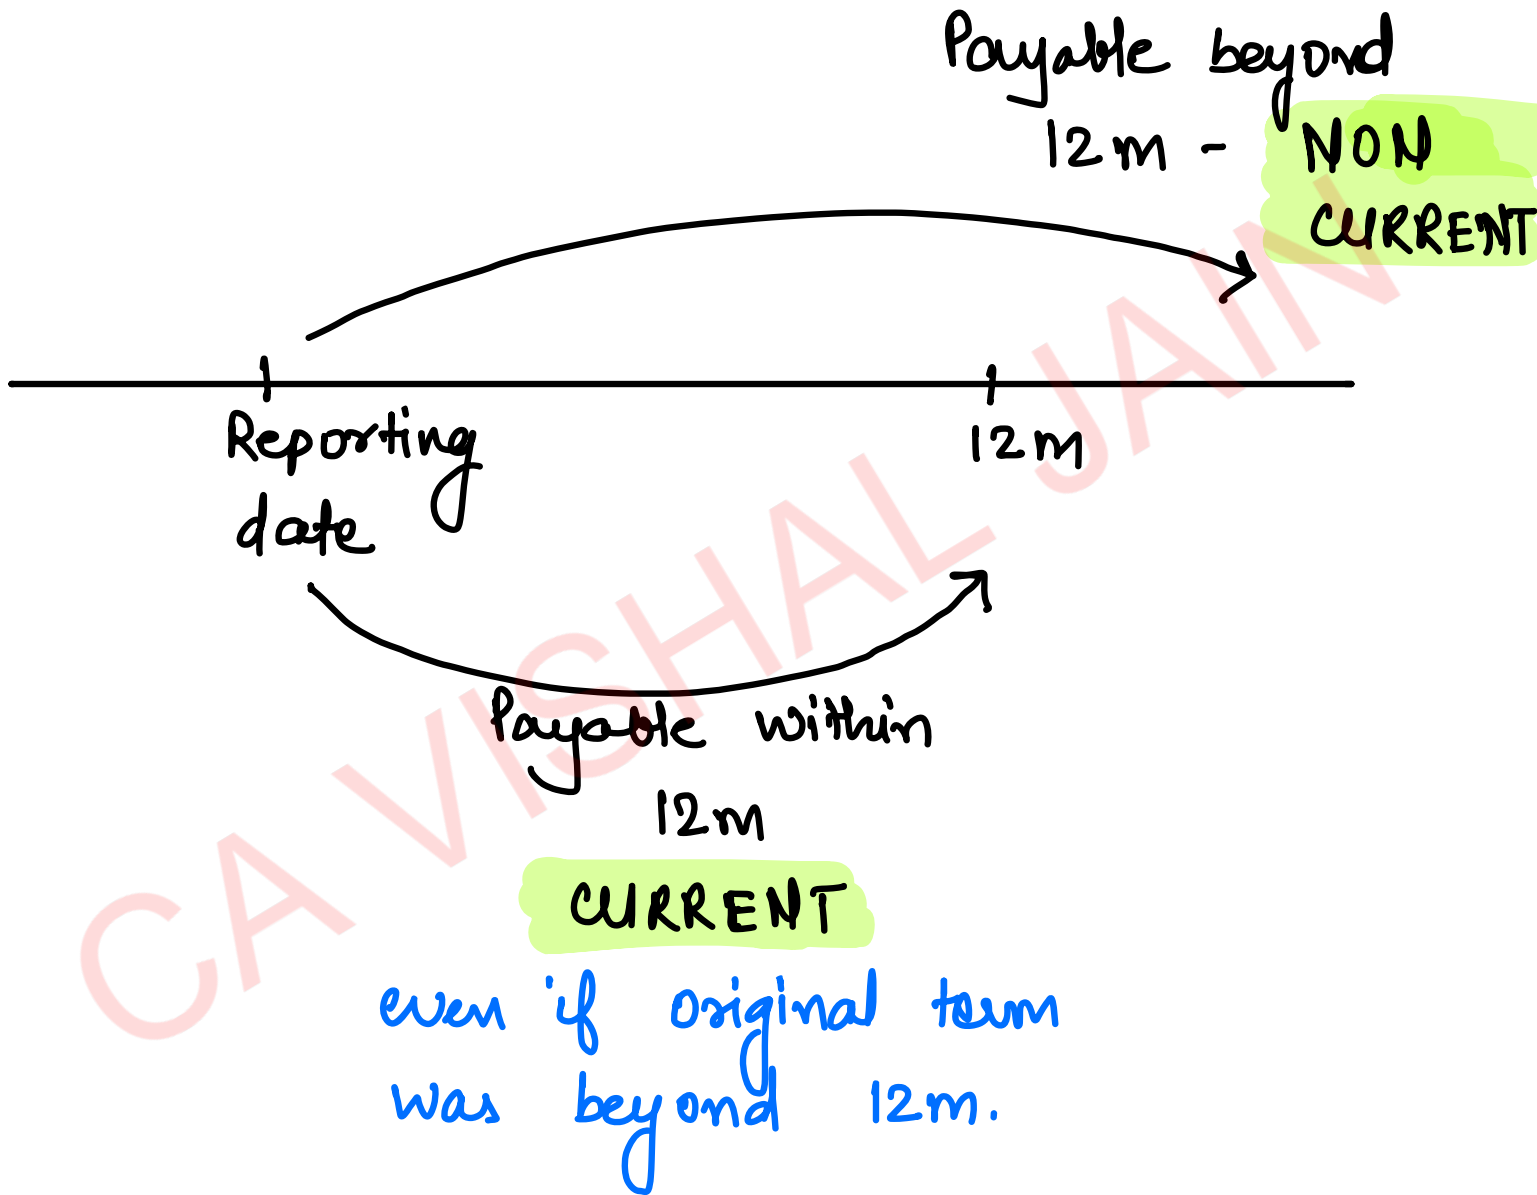 Payable beyond
12m - NON
CURRENT
Reporting
date
12m
Payable within
12m
CURRENT
even if original term
was beyond 12m.
CA VISHAL JAIN